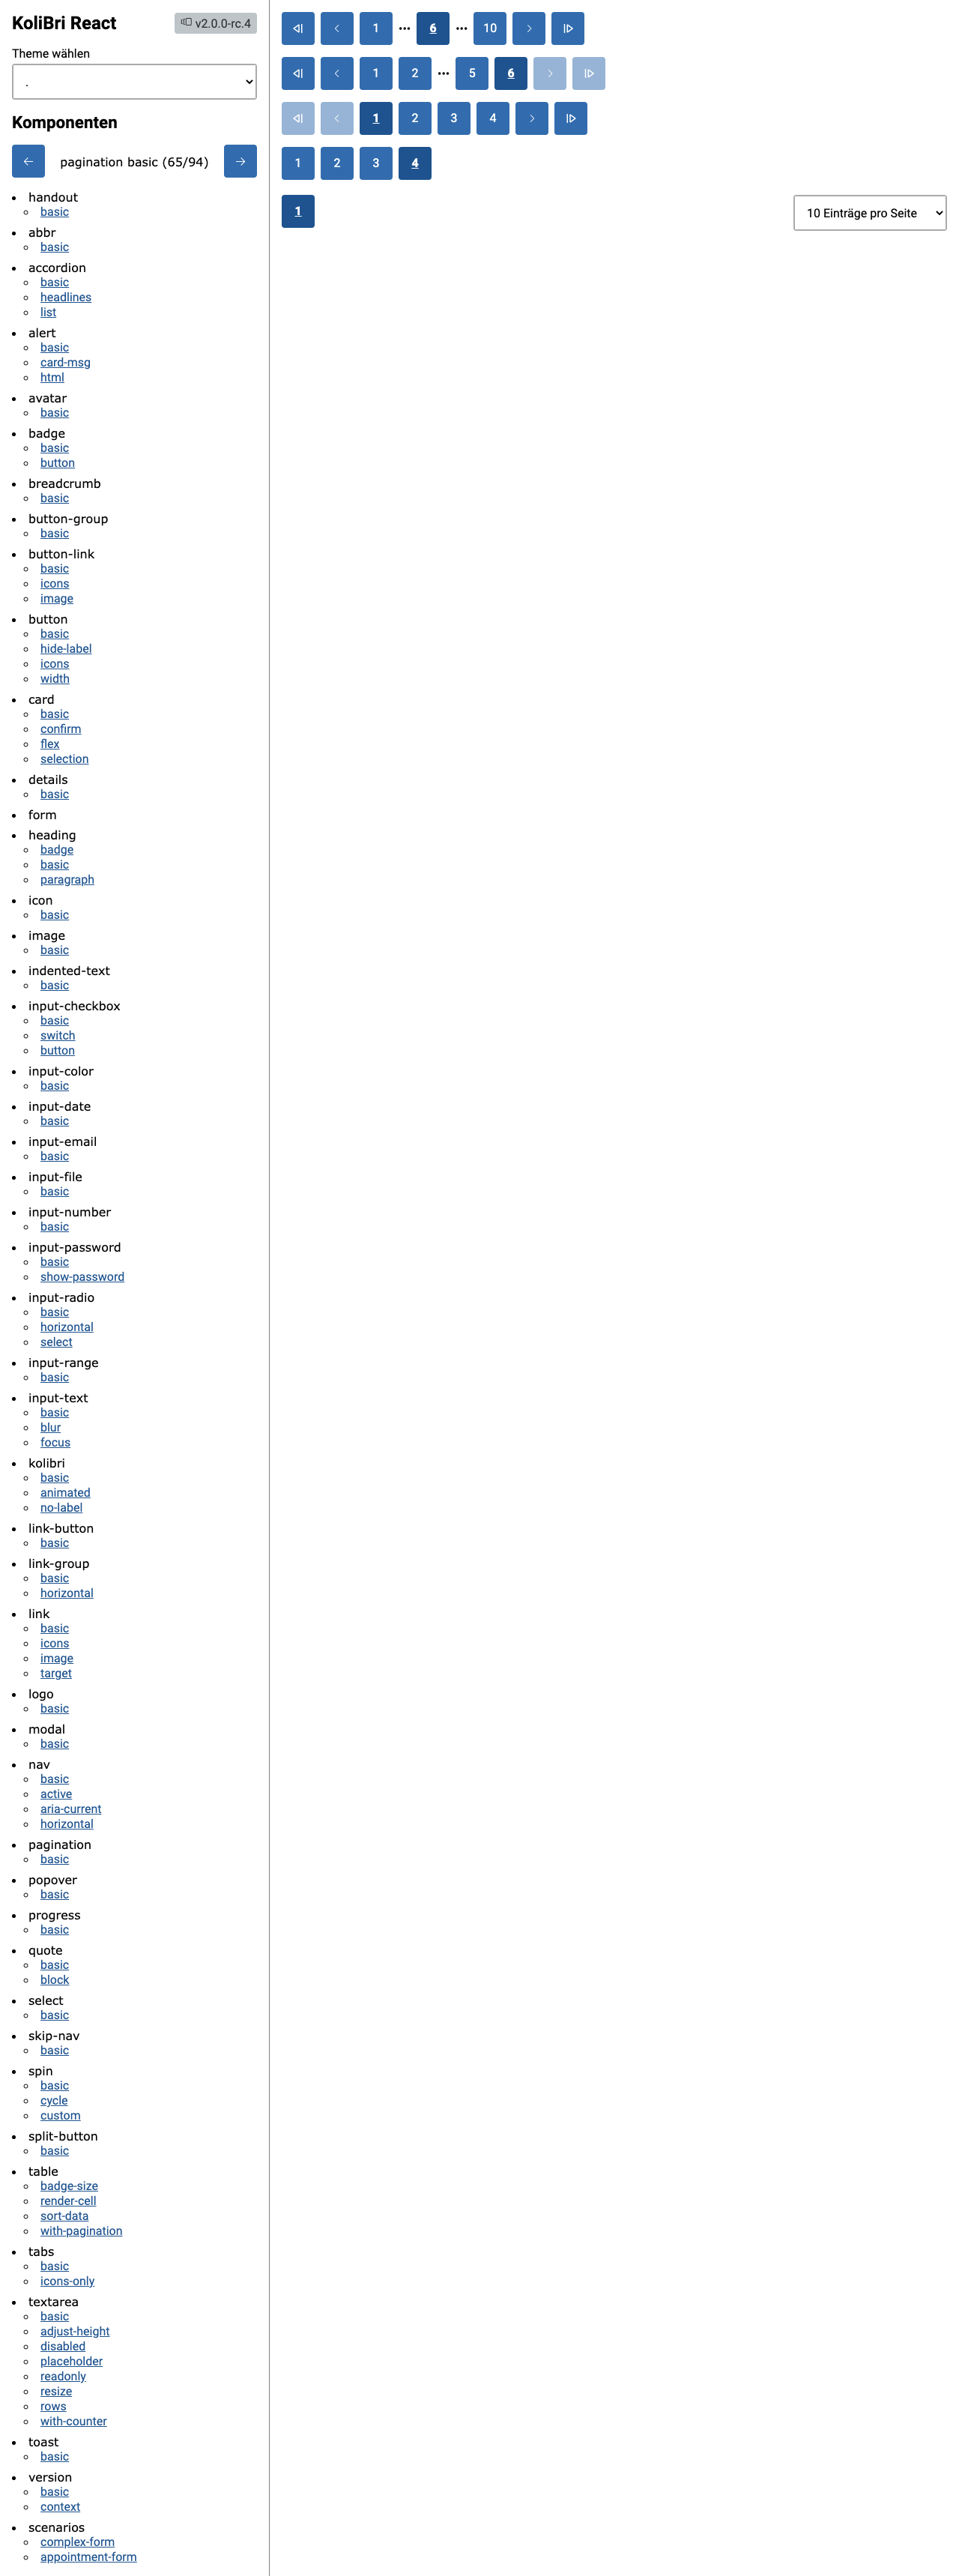 KoliBri React
v2.0.0-rc.4
Theme wählen
.
Komponenten
pagination basic (65/94)
handout
basic
abbr
basic
accordion
basic
headlines
list
alert
basic
card-msg
html
avatar
basic
badge
basic
button
breadcrumb
basic
button-group
basic
button-link
basic
icons
image
button
basic
hide-label
icons
width
card
basic
confirm
flex
selection
details
basic
form
heading
badge
basic
paragraph
icon
basic
image
basic
indented-text
basic
input-checkbox
basic
switch
button
input-color
basic
input-date
basic
input-email
basic
input-file
basic
input-number
basic
input-password
basic
show-password
input-radio
basic
horizontal
select
input-range
basic
input-text
basic
blur
focus
kolibri
basic
animated
no-label
link-button
basic
link-group
basic
horizontal
link
basic
icons
image
target
logo
basic
modal
basic
nav
basic
active
aria-current
horizontal
pagination
basic
popover
basic
progress
basic
quote
basic
block
select
basic
skip-nav
basic
spin
basic
cycle
custom
split-button
basic
table
badge-size
render-cell
sort-data
with-pagination
tabs
basic
icons-only
textarea
basic
adjust-height
disabled
placeholder
readonly
resize
rows
with-counter
toast
basic
version
basic
context
scenarios
complex-form
appointment-form
1 ••• 6 ••• 10
1 2 ••• 5 6
1 2 3 4
1 2 3 4
1
10 Einträge pro Seite